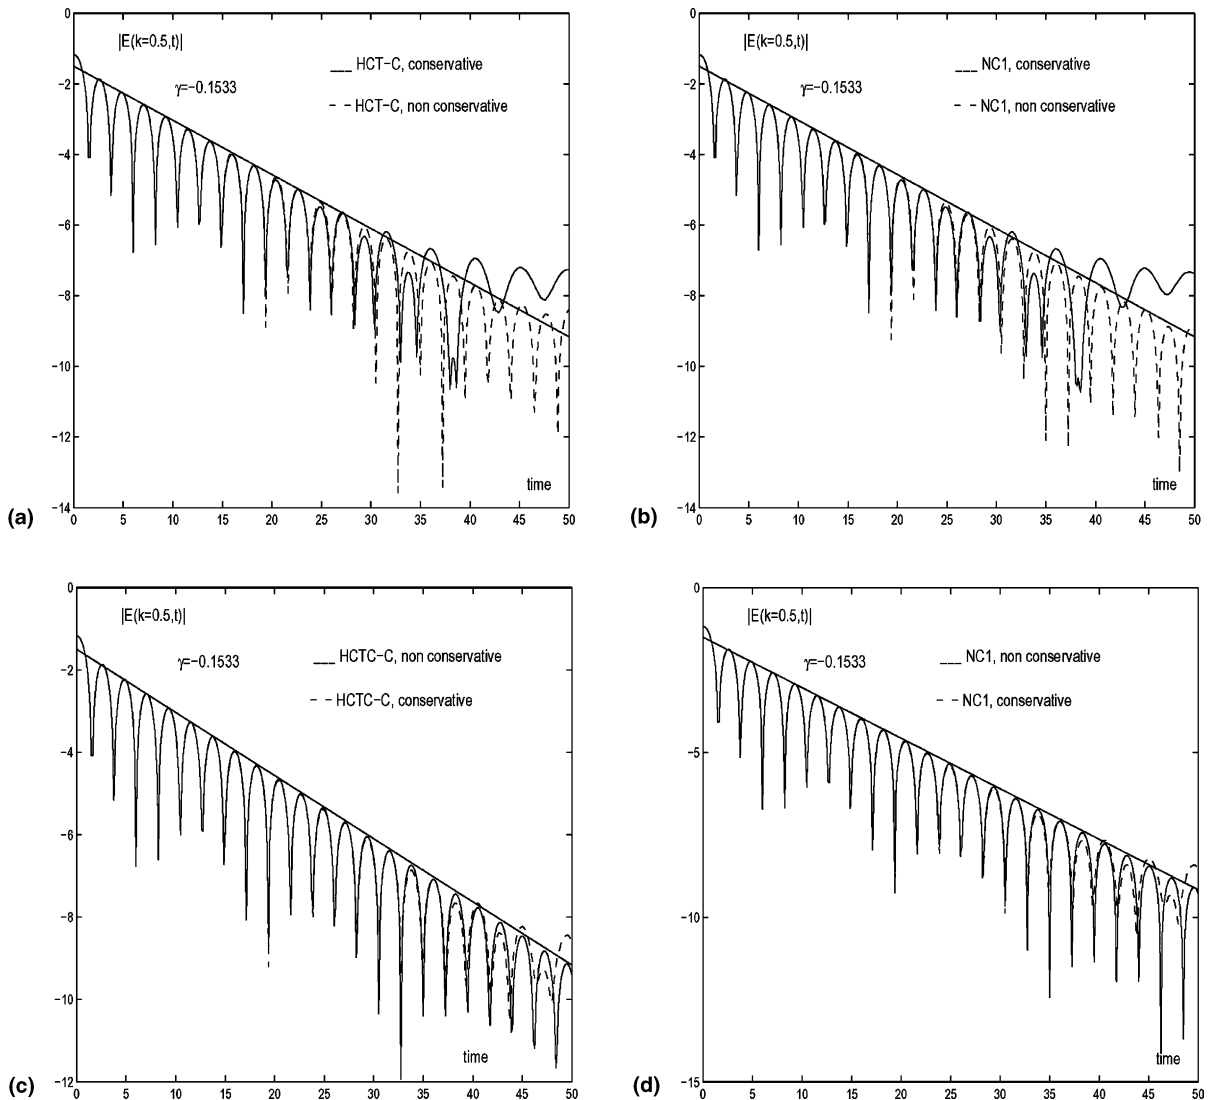 0
−2
−4
−6
−8
−10
−12
−14
|E(k=0.5,t)|
γ=−0.1533
___ HCT−C, conservative
− − HCT−C, non conservative
time
0 5 10 15 20 25 30 35 40 45 50
(a)
0
−2
−4
−6
−8
−10
−12
−14
|E(k=0.5,t)|
γ=−0.1533
___ NC1, conservative
− − NC1, non conservative
time
0 5 10 15 20 25 30 35 40 45 50
(b)
0
−2
−4
−6
−8
−10
−12
|E(k=0.5,t)|
γ=−0.1533
___ HCTC−C, non conservative
− − HCTC−C, conservative
time
0 5 10 15 20 25 30 35 40 45 50
(c)
0
−5
−10
−15
|E(k=0.5,t)|
γ=−0.1533
___ NC1, non conservative
− − NC1, conservative
time
0 5 10 15 20 25 30 35 40 45 50
(d)